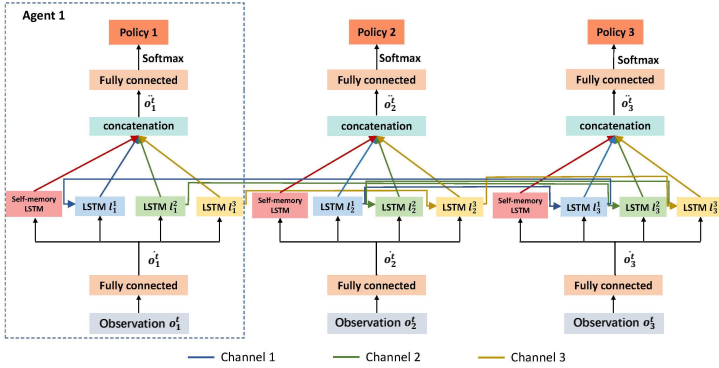 Agent 1
Policy 1
Policy 2
Policy 3
Softmax
Softmax
Softmax
Fully connected
Fully connected
Fully connected
ö₁ᵗ
ö₂ᵗ
ö₃ᵗ
concatenation
concatenation
concatenation
Self-memory
LSTM
LSTM l₁¹
LSTM l₁²
LSTM l₁³
Self-memory
LSTM
LSTM l₂¹
LSTM l₂²
LSTM l₂³
Self-memory
LSTM
LSTM l₃¹
LSTM l₃²
LSTM l₃³
ȯ₁ᵗ
ȯ₂ᵗ
ȯ₃ᵗ
Fully connected
Fully connected
Fully connected
Observation o₁ᵗ
Observation o₂ᵗ
Observation o₃ᵗ
Channel 1
Channel 2
Channel 3